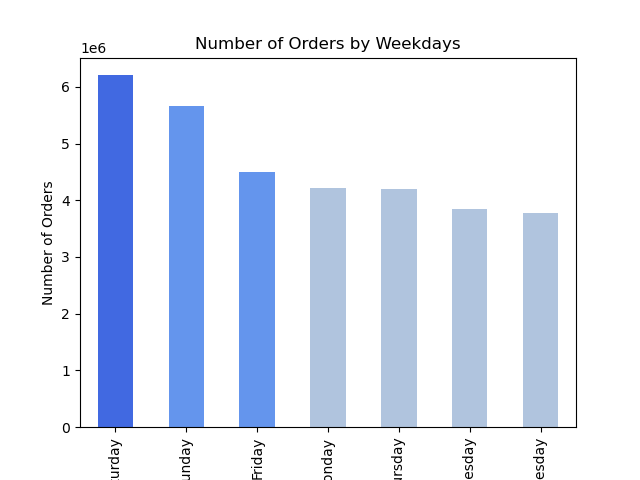 Number of Orders by Weekdays
1e6
6
5
4
3
2
1
0
Number of Orders
turday
unday
Friday
onday
ursday
esday
esday